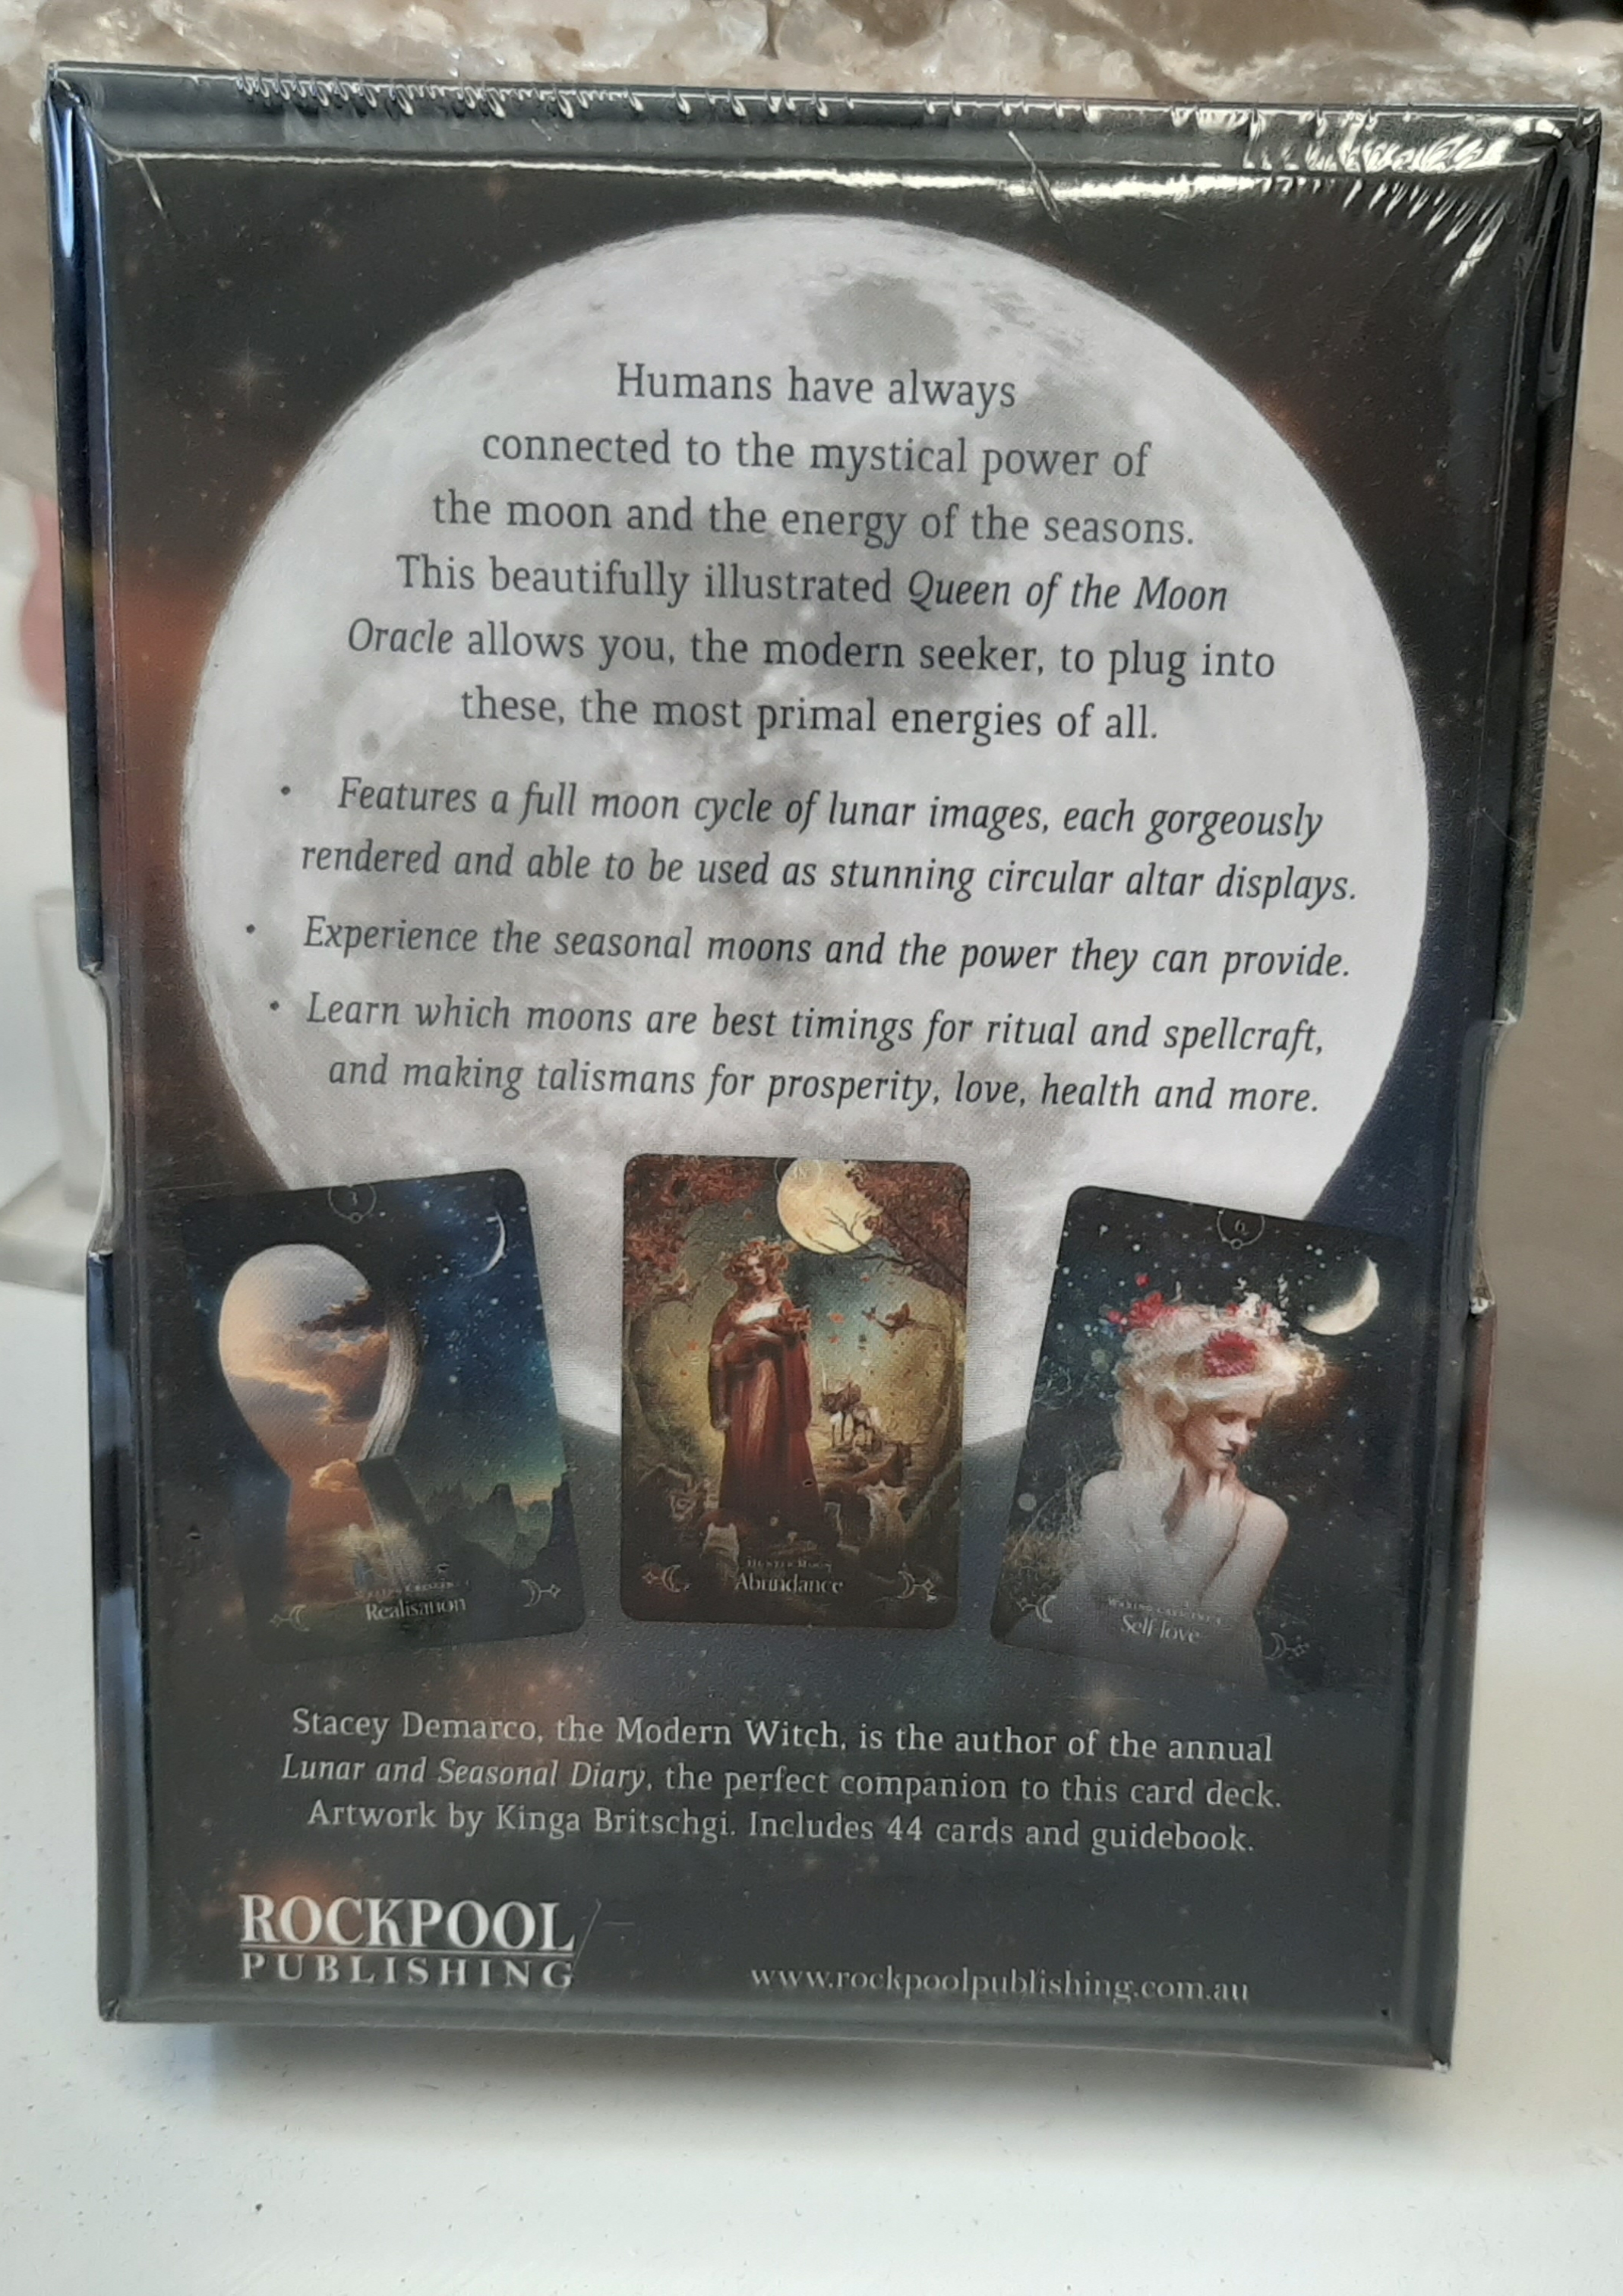 Humans have always
connected to the mystical power of
the moon and the energy of the seasons.
This beautifully illustrated Queen of the Moon
Oracle allows you, the modern seeker, to plug into
these, the most primal energies of all.
• Features a full moon cycle of lunar images, each gorgeously
rendered and able to be used as stunning circular altar displays.
• Experience the seasonal moons and the power they can provide.
• Learn which moons are best timings for ritual and spellcraft,
and making talismans for prosperity, love, health and more.
3
Realisation
Hunter Moon
Abundance
6
Waxing Crescent
Self love
Stacey Demarco, the Modern Witch, is the author of the annual
Lunar and Seasonal Diary, the perfect companion to this card deck.
Artwork by Kinga Britschgi. Includes 44 cards and guidebook.
ROCKPOOL
PUBLISHING
www.rockpoolpublishing.com.au